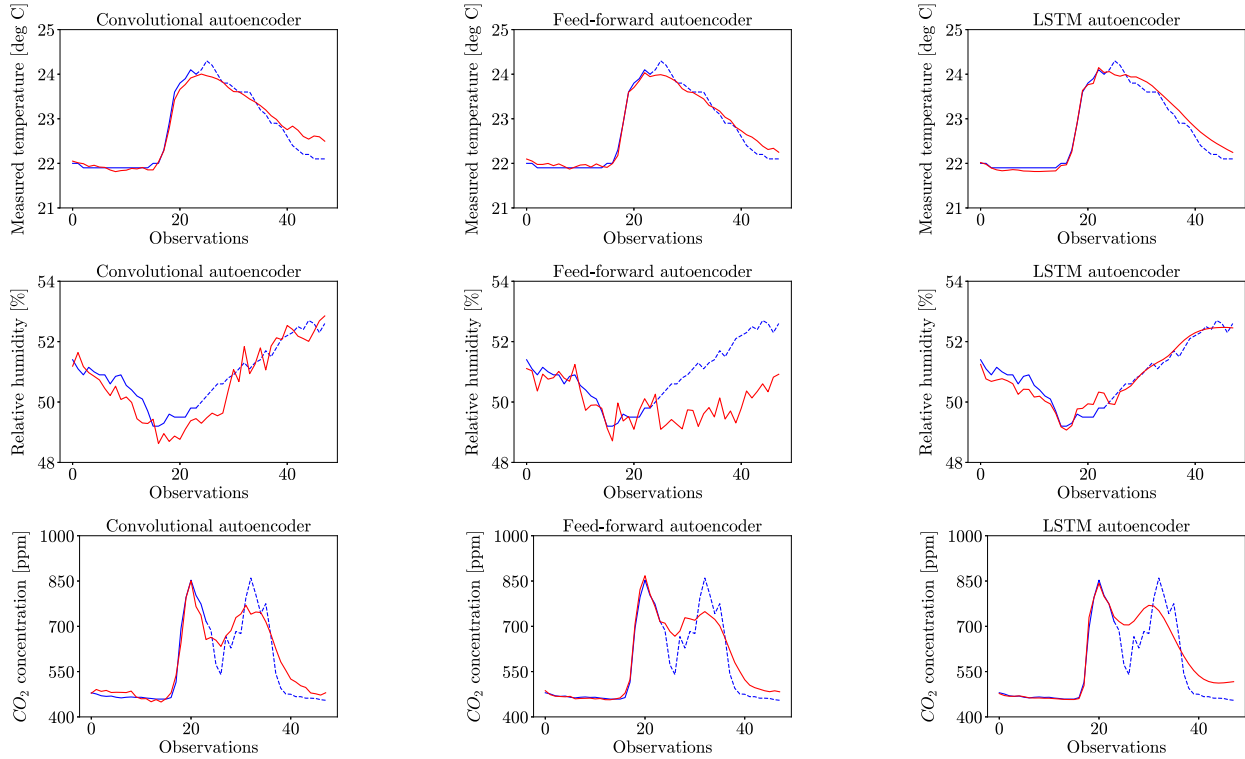 Convolutional autoencoder
Measured temperature [deg C]
25
24
23
22
21
0
20
40
Observations
Feed-forward autoencoder
Measured temperature [deg C]
25
24
23
22
21
0
20
40
Observations
LSTM autoencoder
Measured temperature [deg C]
25
24
23
22
21
0
20
40
Observations
Convolutional autoencoder
Relative humidity [%]
54
52
50
48
0
20
40
Observations
Feed-forward autoencoder
Relative humidity [%]
54
52
50
48
0
20
40
Observations
LSTM autoencoder
Relative humidity [%]
54
52
50
48
0
20
40
Observations
Convolutional autoencoder
CO₂ concentration [ppm]
1000
850
700
550
400
0
20
40
Observations
Feed-forward autoencoder
CO₂ concentration [ppm]
1000
850
700
550
400
0
20
40
Observations
LSTM autoencoder
CO₂ concentration [ppm]
1000
850
700
550
400
0
20
40
Observations